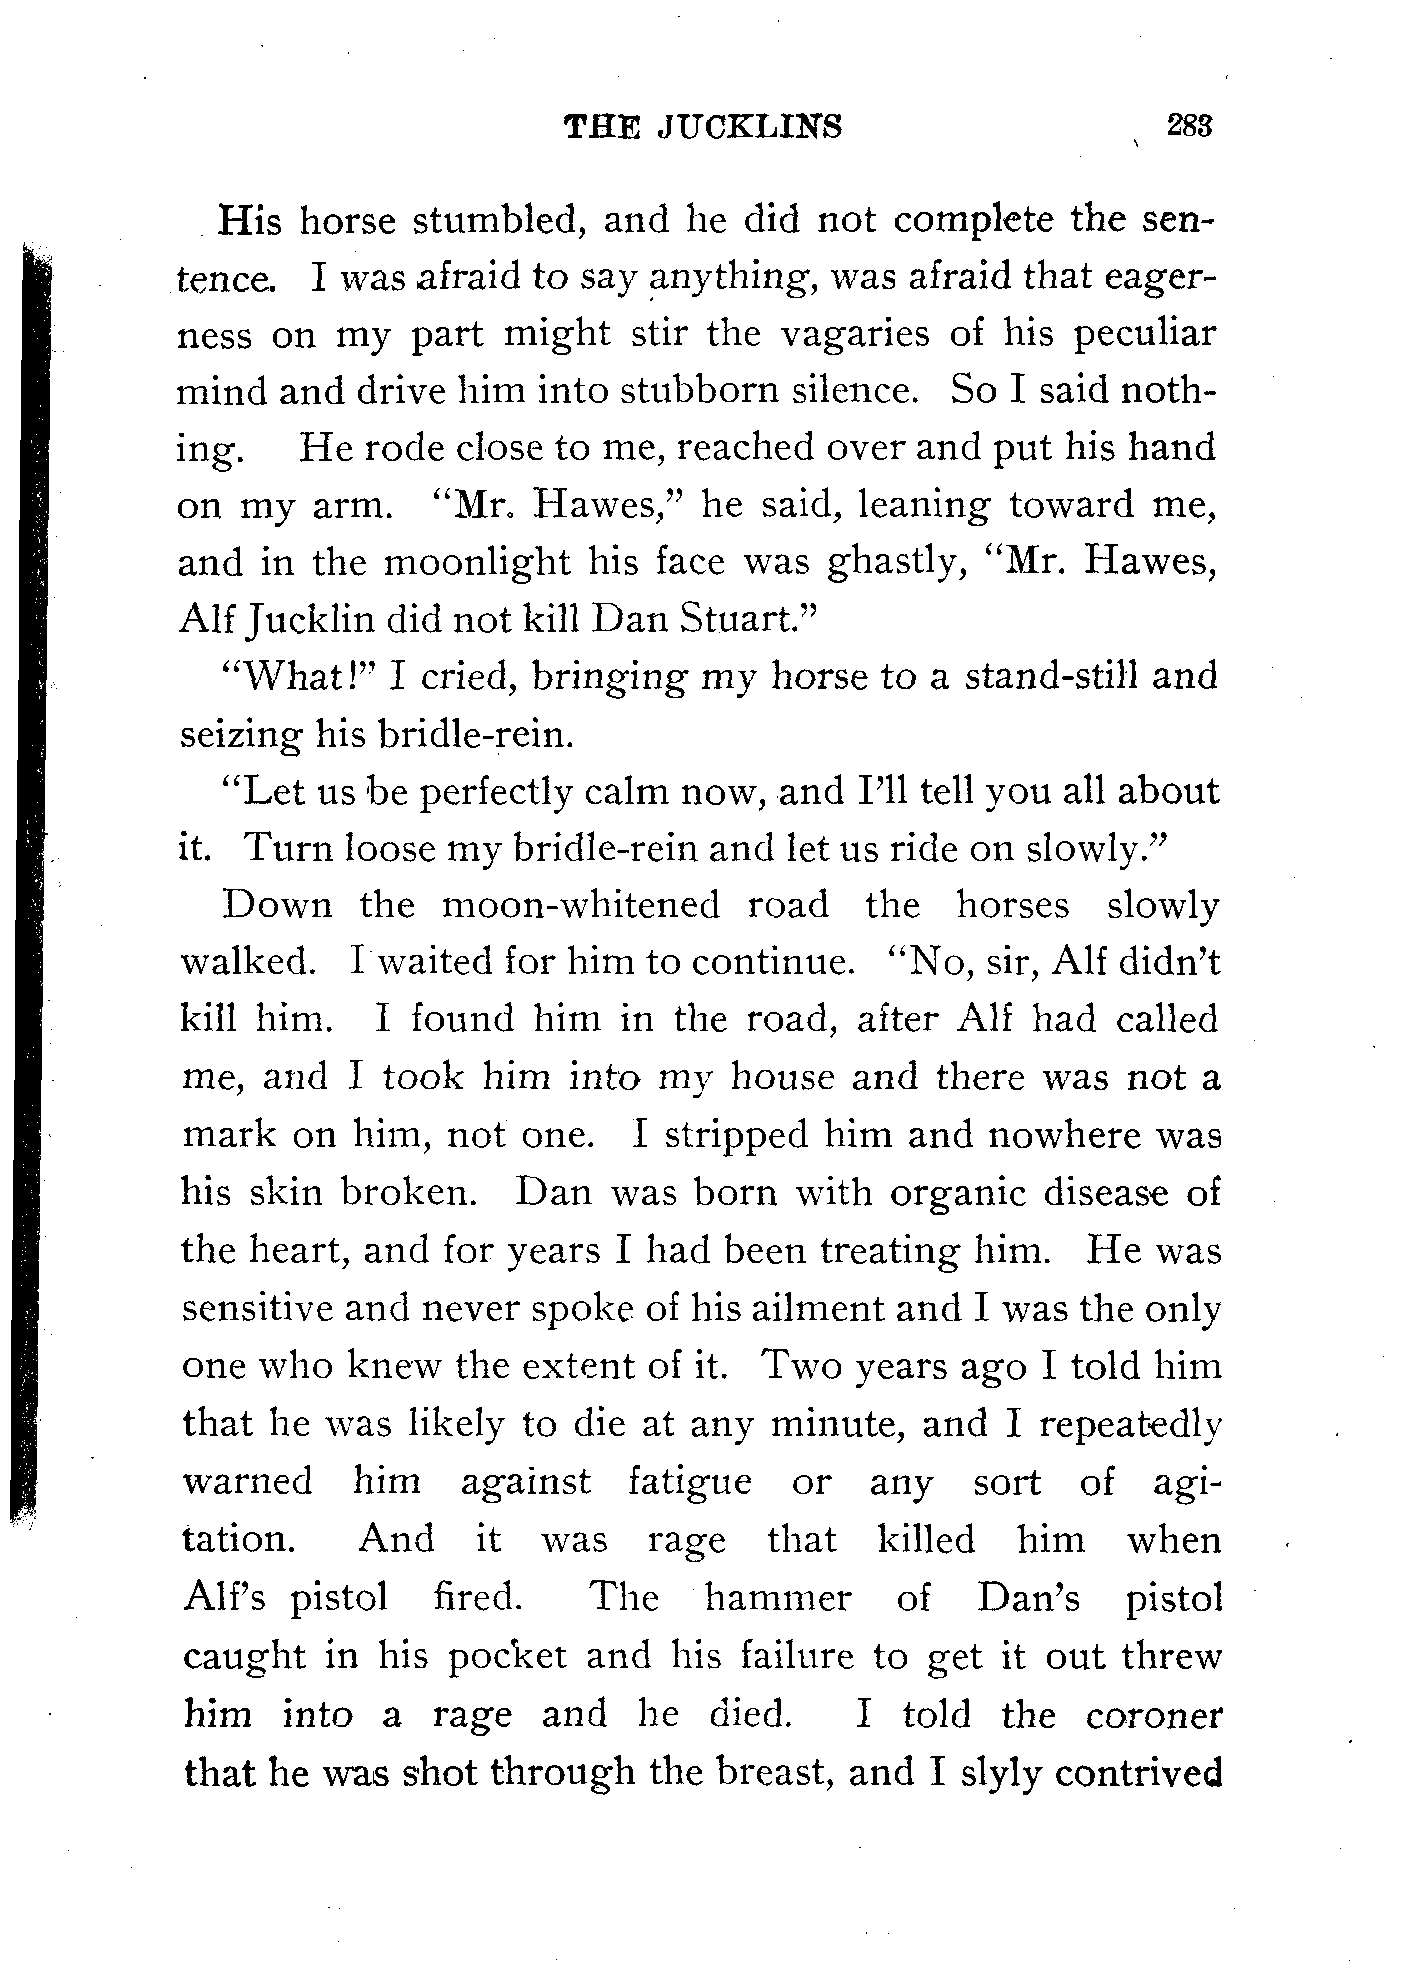 THE JUCKLINS 283
His horse stumbled, and he did not complete the sen-
tence. I was afraid to say anything, was afraid that eager-
ness on my part might stir the vagaries of his peculiar
mind and drive him into stubborn silence. So I said noth-
ing. He rode close to me, reached over and put his hand
on my arm. “Mr. Hawes,” he said, leaning toward me,
and in the moonlight his face was ghastly, “Mr. Hawes,
Alf Jucklin did not kill Dan Stuart.”
“What!” I cried, bringing my horse to a stand-still and
seizing his bridle-rein.
“Let us be perfectly calm now, and I’ll tell you all about
it. Turn loose my bridle-rein and let us ride on slowly.”
Down the moon-whitened road the horses slowly
walked. I waited for him to continue. “No, sir, Alf didn’t
kill him. I found him in the road, after Alf had called
me, and I took him into my house and there was not a
mark on him, not one. I stripped him and nowhere was
his skin broken. Dan was born with organic disease of
the heart, and for years I had been treating him. He was
sensitive and never spoke of his ailment and I was the only
one who knew the extent of it. Two years ago I told him
that he was likely to die at any minute, and I repeatedly
warned him against fatigue or any sort of agi-
tation. And it was rage that killed him when
Alf’s pistol fired. The hammer of Dan’s pistol
caught in his pocket and his failure to get it out threw
him into a rage and he died. I told the coroner
that he was shot through the breast, and I slyly contrived